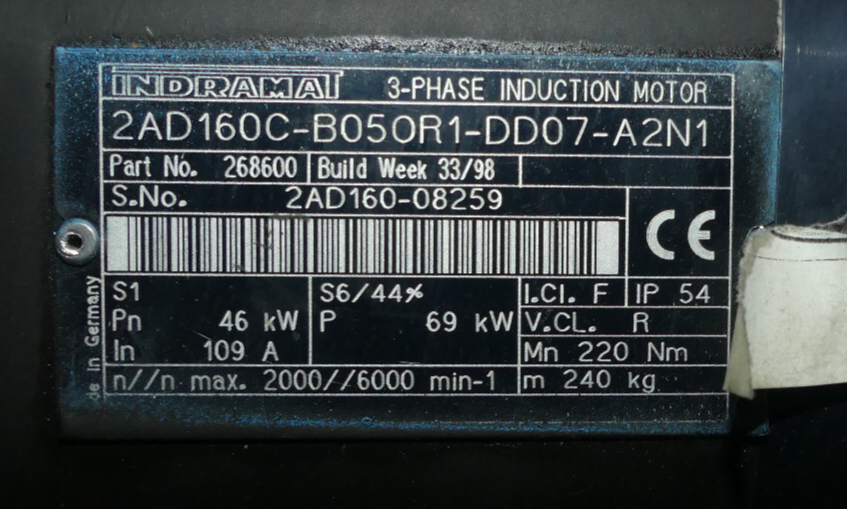 INDRAMAT 3-PHASE INDUCTION MOTOR
2AD160C-B050R1-DD07-A2N1
Part No. 268600 Build Week 33/98
S.No. 2AD160-08259
CE
S1 S6/44% I.Cl. F IP 54
Pn 46 kW P 69 kW V.CL. R
In 109 A Mn 220 Nm
n//n max. 2000//6000 min-1 m 240 kg
de In Germany